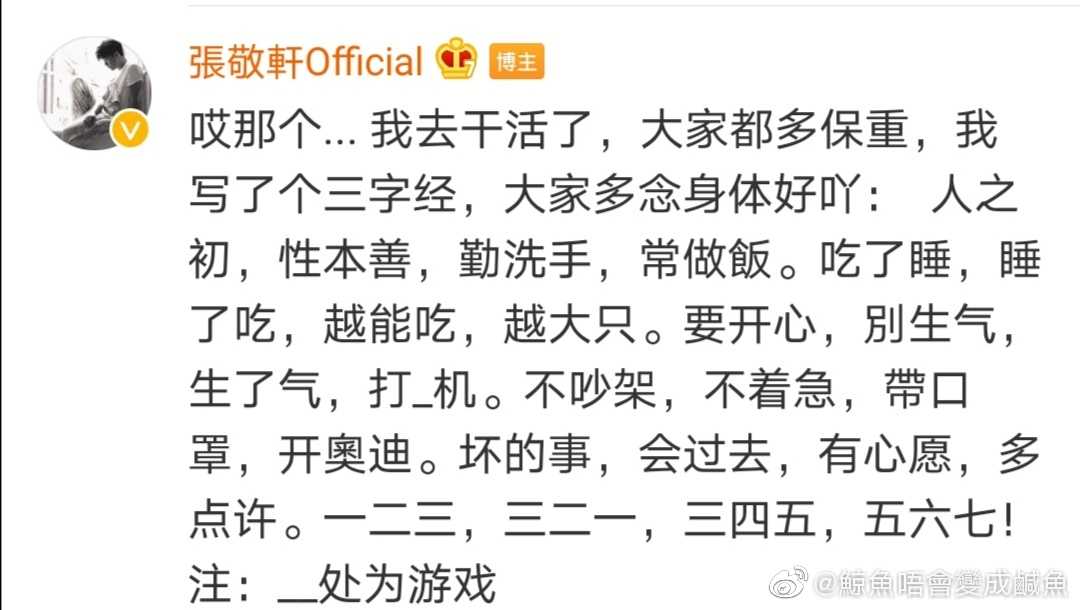 張敬軒Official 博主
哎那个... 我去干活了，大家都多保重，我
写了个三字经，大家多念身体好吖： 人之
初，性本善，勤洗手，常做飯。吃了睡，睡
了吃，越能吃，越大只。要开心，別生气，
生了气，打_机。不吵架，不着急，帶口
罩，开奥迪。坏的事，会过去，有心愿，多
点许。一二三，三二一，三四五，五六七！
注：__处为游戏
@鯨魚唔會變成鹹魚